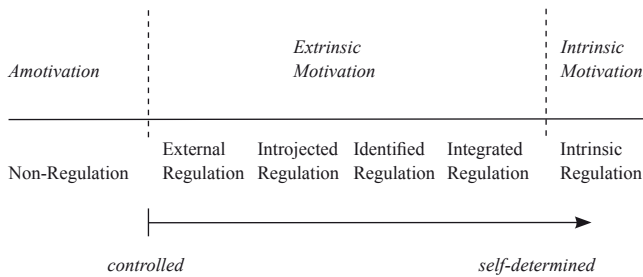 Extrinsic Intrinsic
Amotivation Motivation Motivation
External Introjected Identified Integrated Intrinsic
Non-Regulation Regulation Regulation Regulation Regulation Regulation
controlled self-determined